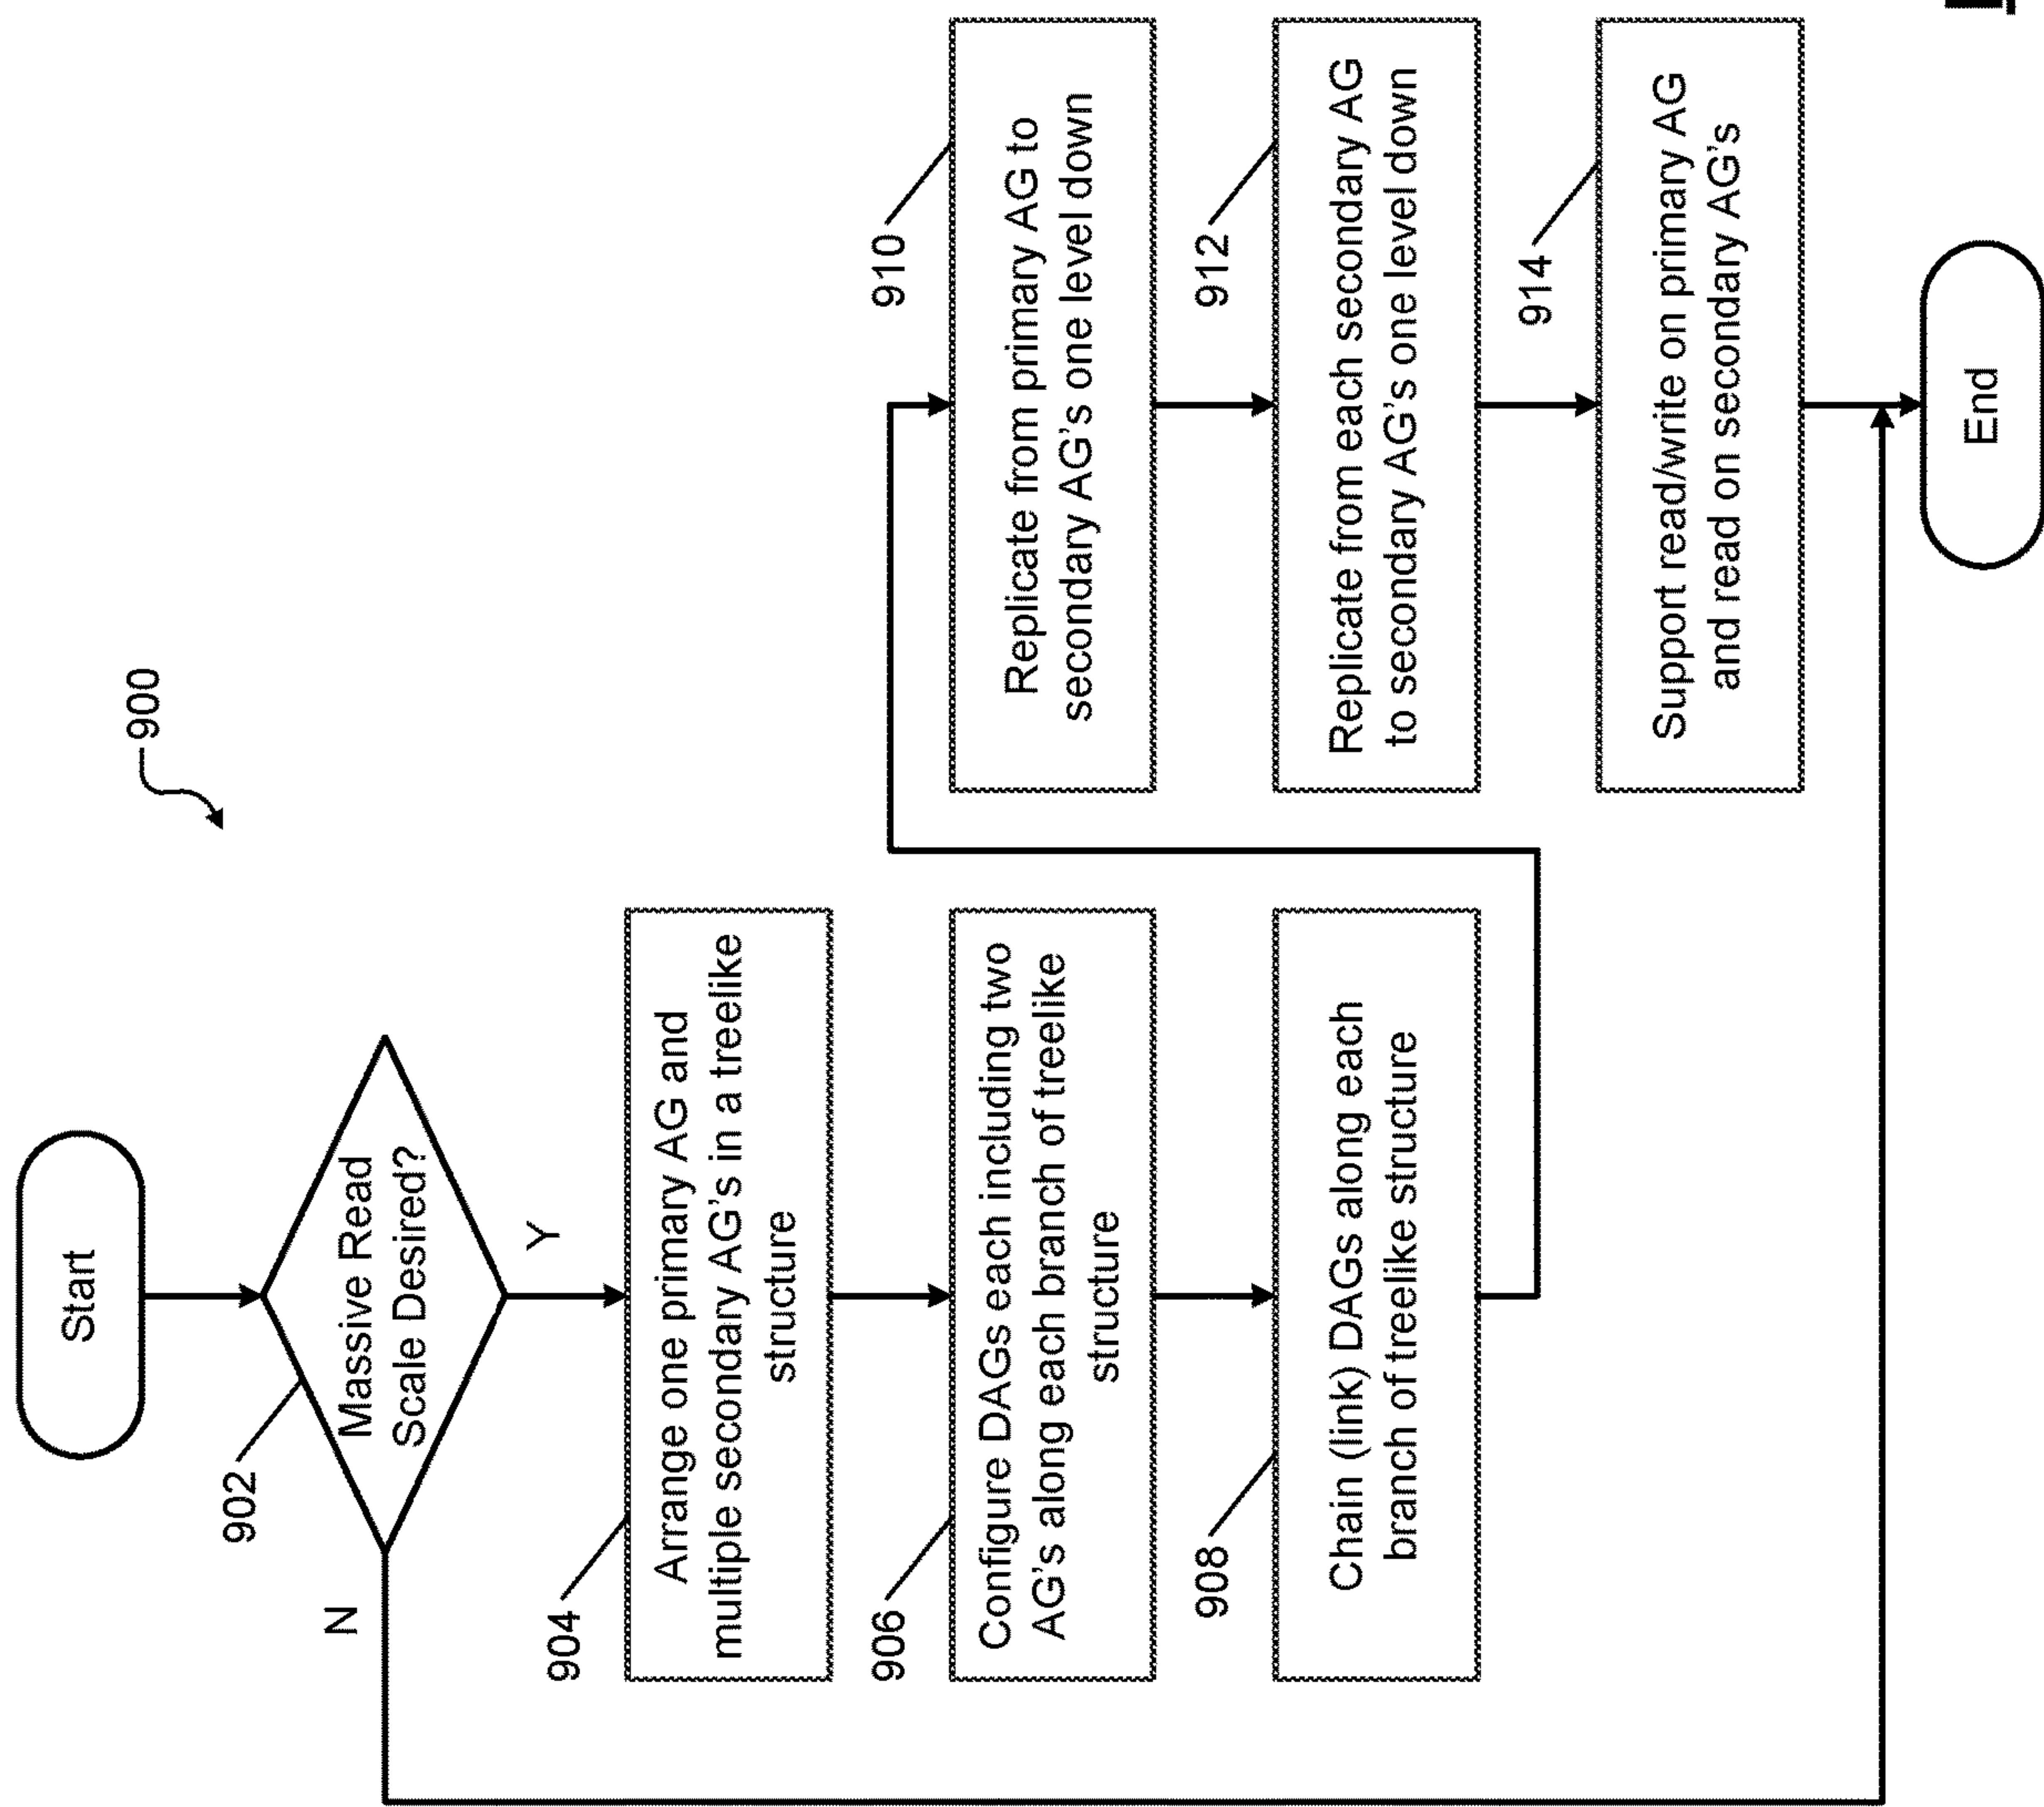 900
Start
902
Massive Read
Scale Desired?
N
Y
904
Arrange one primary AG and
multiple secondary AG's in a treelike
structure
906
Configure DAGs each including two
AG's along each branch of treelike
structure
908
Chain (link) DAGs along each
branch of treelike structure
910
Replicate from primary AG to
secondary AG's one level down
912
Replicate from each secondary AG
to secondary AG's one level down
914
Support read/write on primary AG
and read on secondary AG's
End